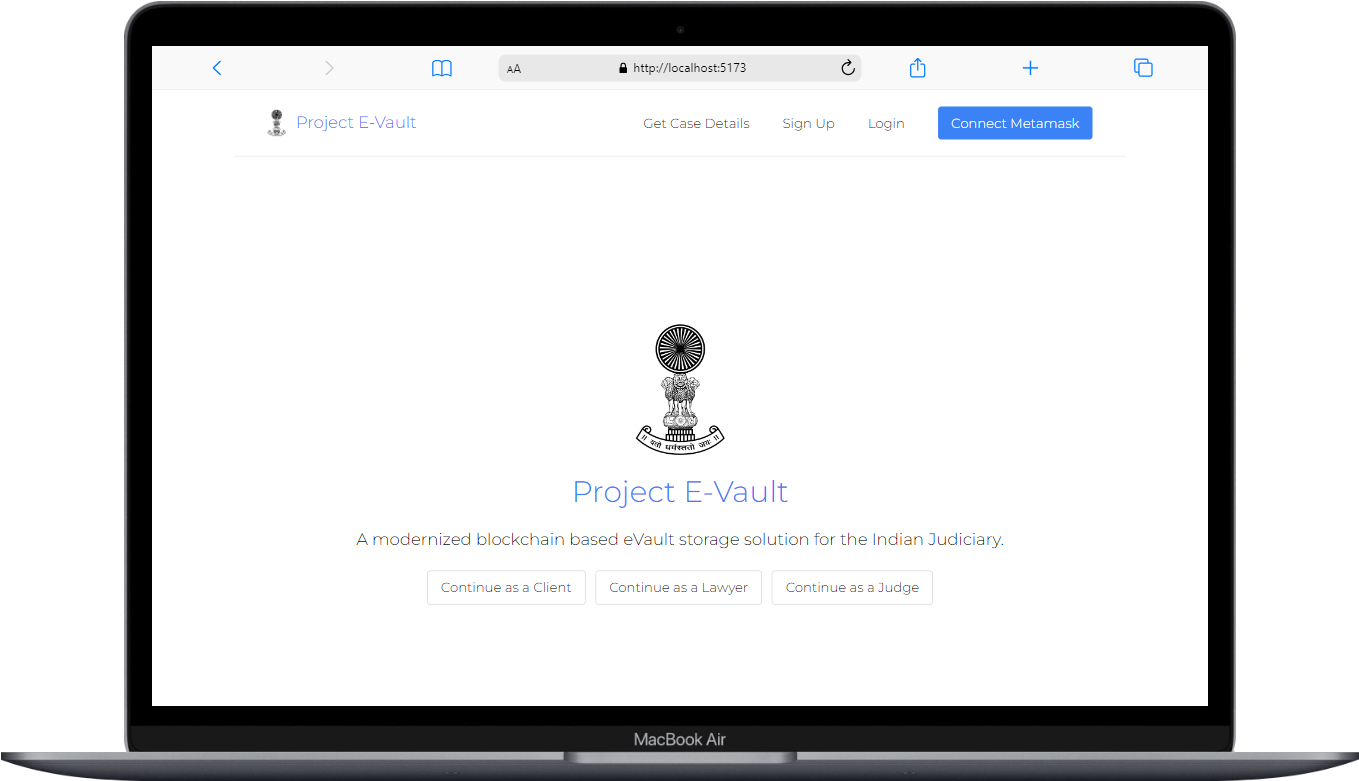 AA http://localhost:5173
Project E-Vault Get Case Details Sign Up Login Connect Metamask
॥ यतो धर्मस्ततो जयः ॥
Project E-Vault
A modernized blockchain based eVault storage solution for the Indian Judiciary.
Continue as a Client Continue as a Lawyer Continue as a Judge
MacBook Air